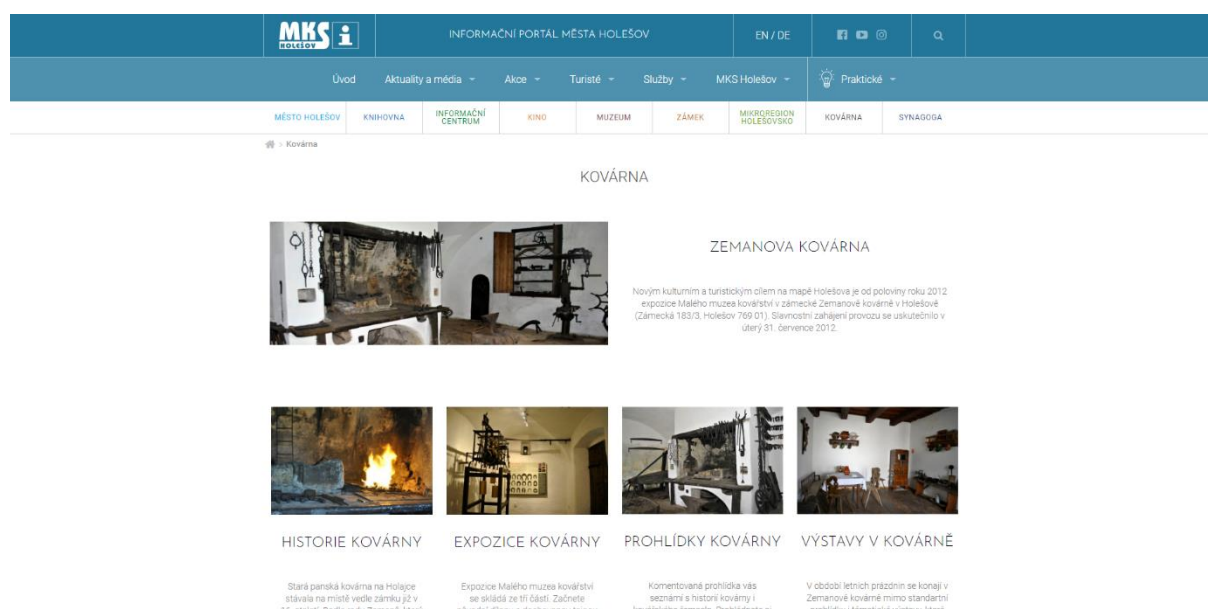 MKS i
HOLEŠOV
INFORMAČNÍ PORTÁL MĚSTA HOLEŠOV
EN / DE
Úvod Aktuality a média Akce Turisté Služby MKS Holešov Praktické
MĚSTO HOLEŠOV KNIHOVNA INFORMAČNÍ CENTRUM KINO MUZEUM ZÁMEK MIKROREGION HOLEŠOVSKO KOVÁRNA SYNAGOGA
> Kovárna
KOVÁRNA
ZEMANOVA KOVÁRNA
Novým kulturním a turistickým cílem na mapě Holešova je od poloviny roku 2012
expozice Malého muzea kovářství v zámecké Zemanově kovárně v Holešově
(Zámecká 183/3, Holešov 769 01). Slavnostní zahájení provozu se uskutečnilo v
úterý 31. července 2012.
HISTORIE KOVÁRNY
Stará panská kovárna na Holajce
stávala na místě vedle zámku již v
EXPOZICE KOVÁRNY
Expozice Malého muzea kovářství
se skládá ze tří částí. Začnete
PROHLÍDKY KOVÁRNY
Komentovaná prohlídka vás
seznámí s historií kovárny i
VÝSTAVY V KOVÁRNĚ
V období letních prázdnin se konají v
Zemanově kovárně mimo standardní